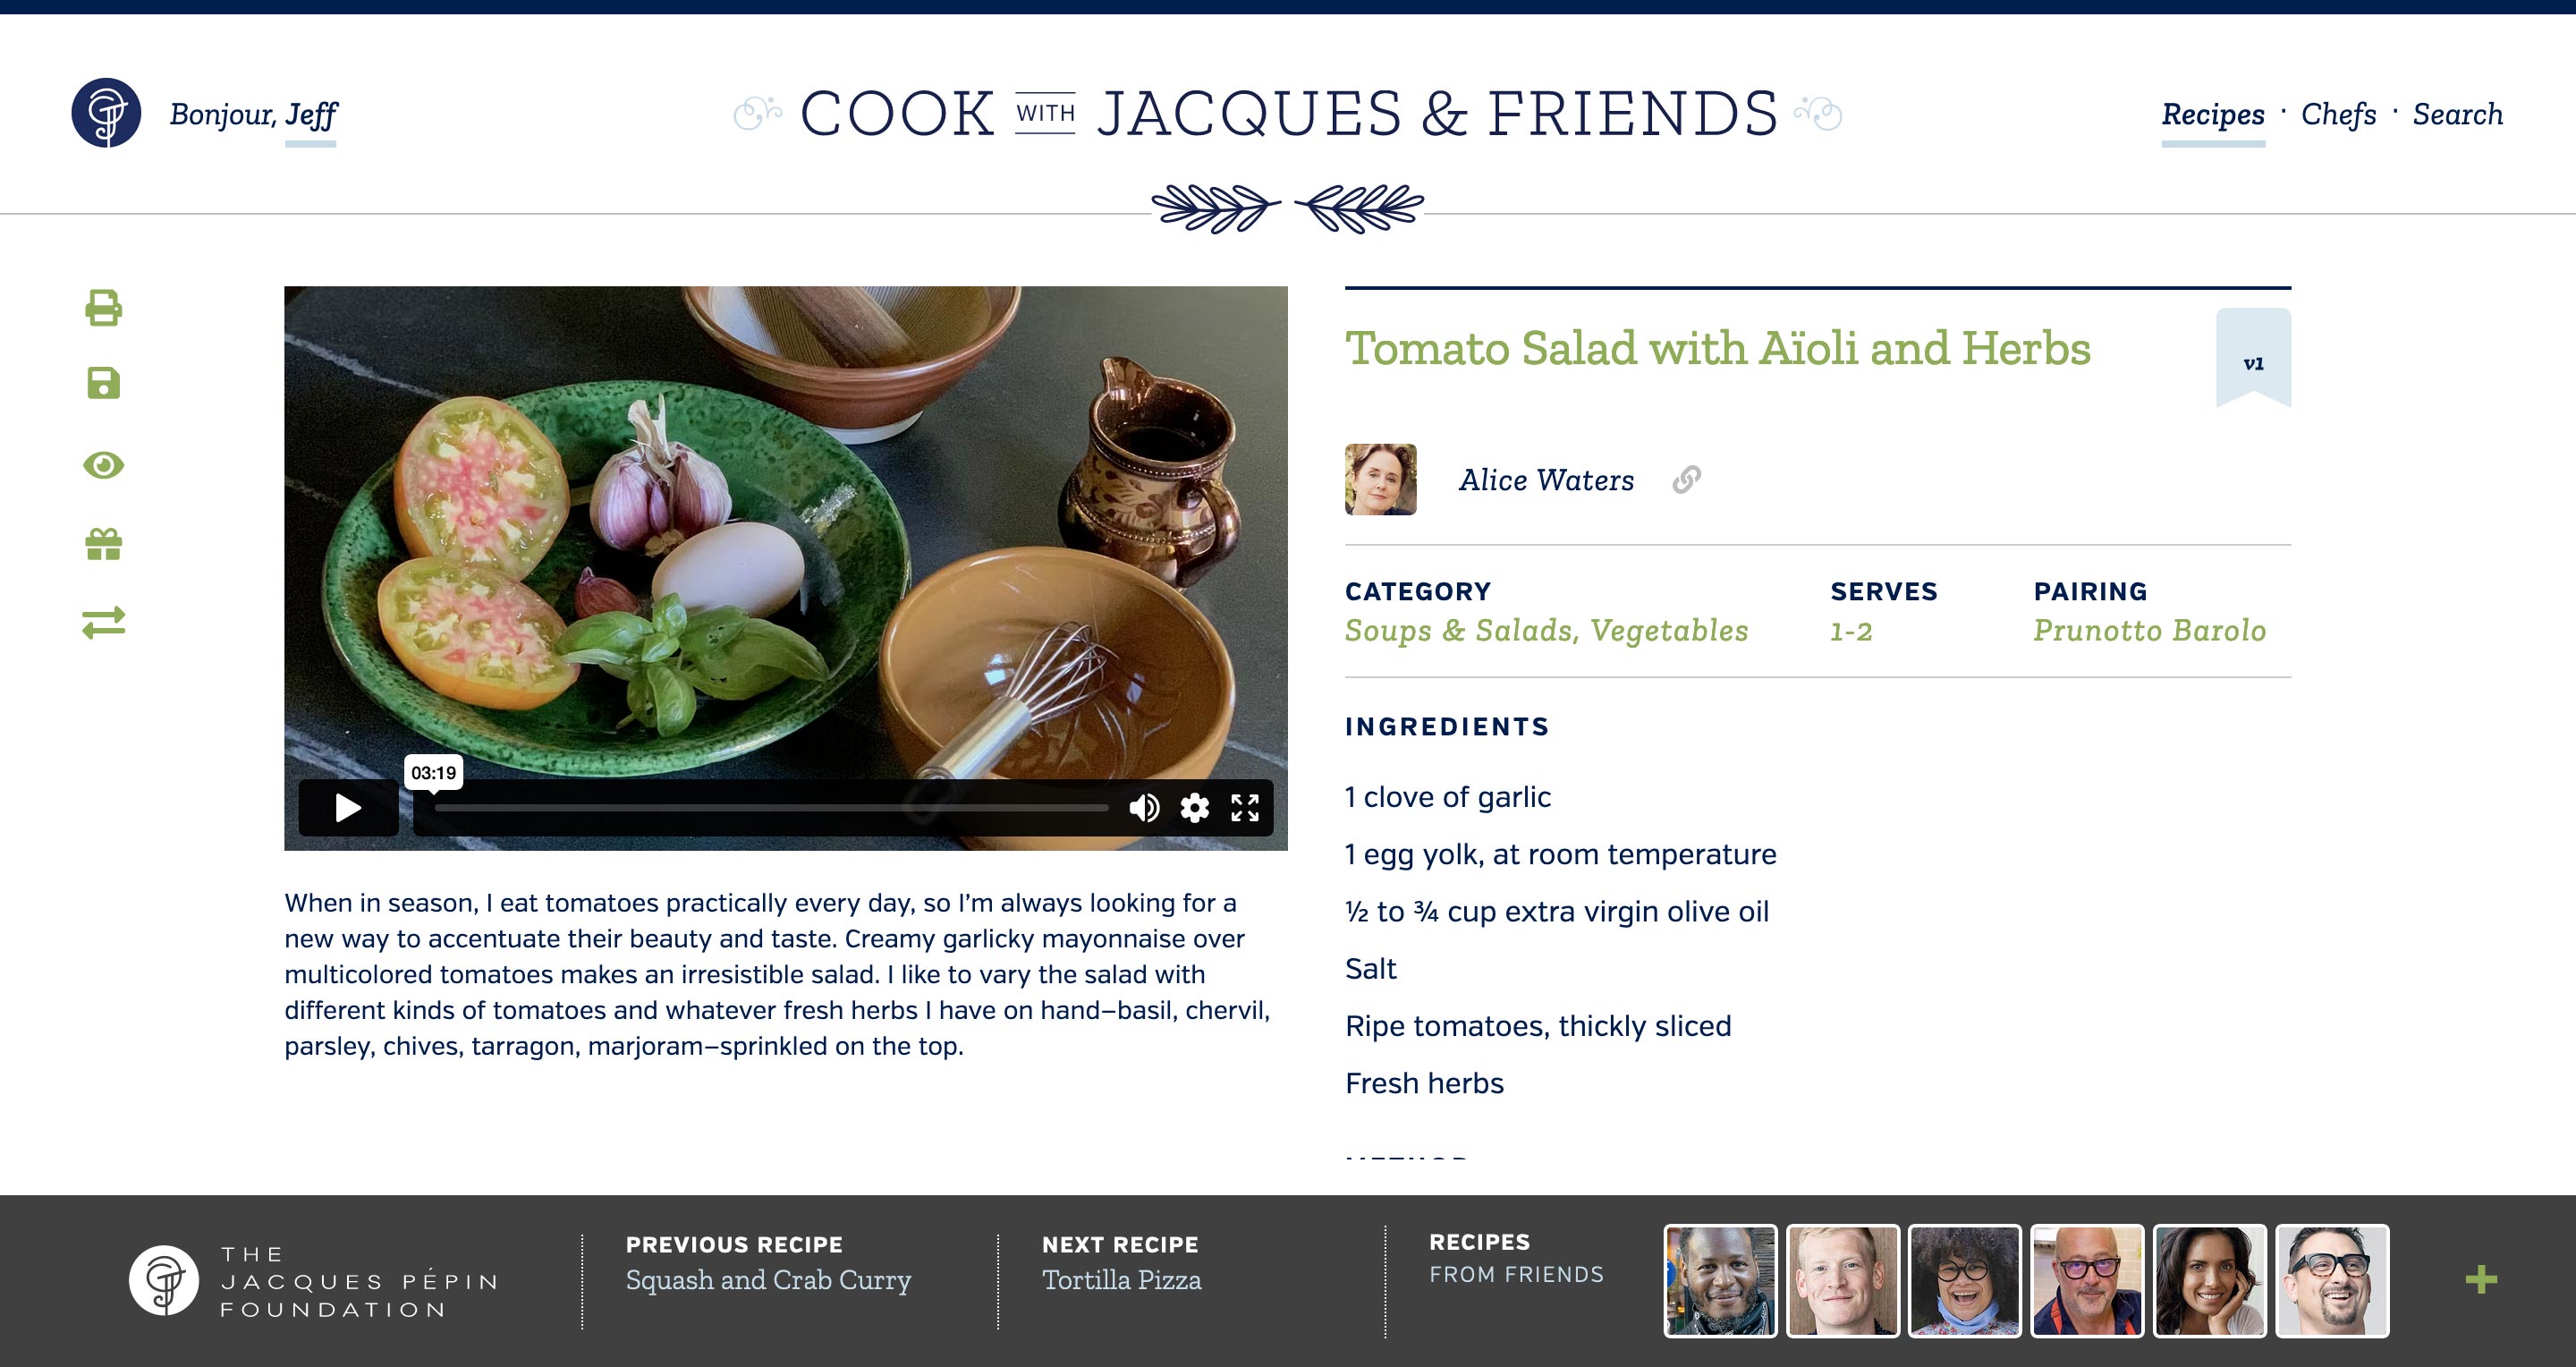 Bonjour, Jeff
COOK WITH JACQUES & FRIENDS
Recipes · Chefs · Search
Tomato Salad with Aïoli and Herbs
v1
Alice Waters
CATEGORY
Soups & Salads, Vegetables
SERVES
1-2
PAIRING
Prunotto Barolo
INGREDIENTS
1 clove of garlic
1 egg yolk, at room temperature
½ to ¾ cup extra virgin olive oil
Salt
Ripe tomatoes, thickly sliced
Fresh herbs
03:19
When in season, I eat tomatoes practically every day, so I’m always looking for a
new way to accentuate their beauty and taste. Creamy garlicky mayonnaise over
multicolored tomatoes makes an irresistible salad. I like to vary the salad with
different kinds of tomatoes and whatever fresh herbs I have on hand—basil, chervil,
parsley, chives, tarragon, marjoram—sprinkled on the top.
THE
JACQUES PÉPIN
FOUNDATION
PREVIOUS RECIPE
Squash and Crab Curry
NEXT RECIPE
Tortilla Pizza
RECIPES
FROM FRIENDS